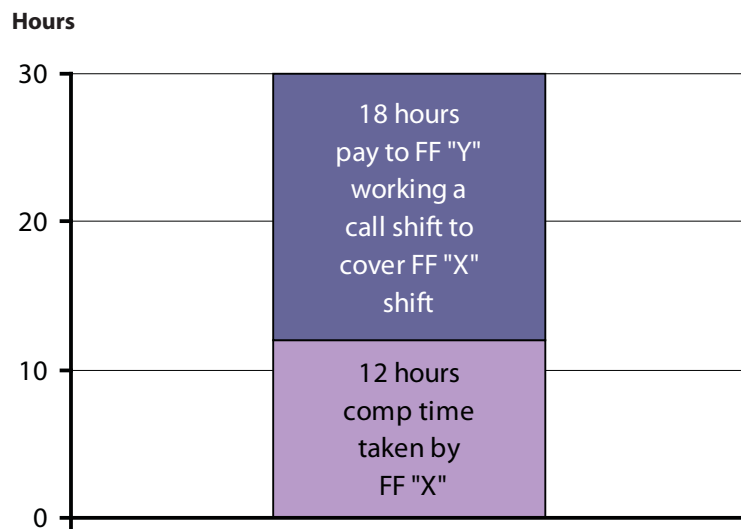 Hours
30
18 hours
pay to FF "Y"
working a
call shift to
cover FF "X"
shift
20
12 hours
comp time
taken by
FF "X"
10
0